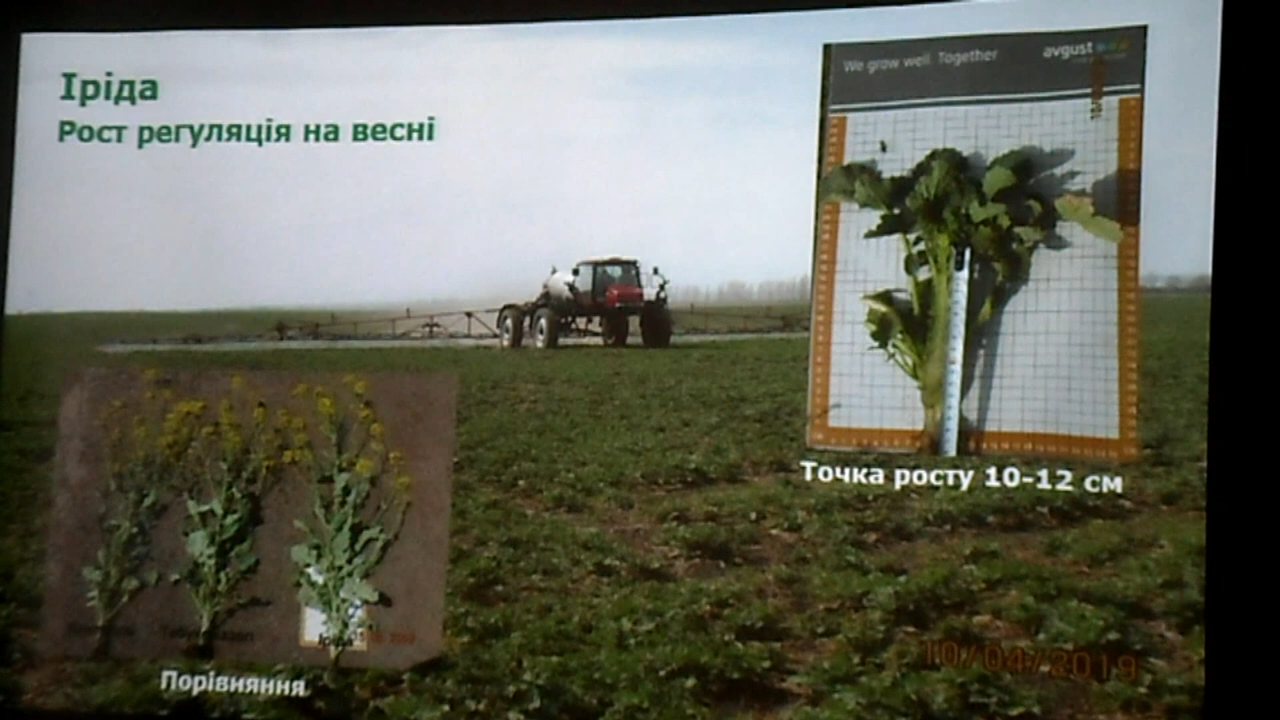 Іріда
Рост регуляція на весні
We grow well. Together
avgust
Точка росту 10-12 см
Порівняння
10/04/2019